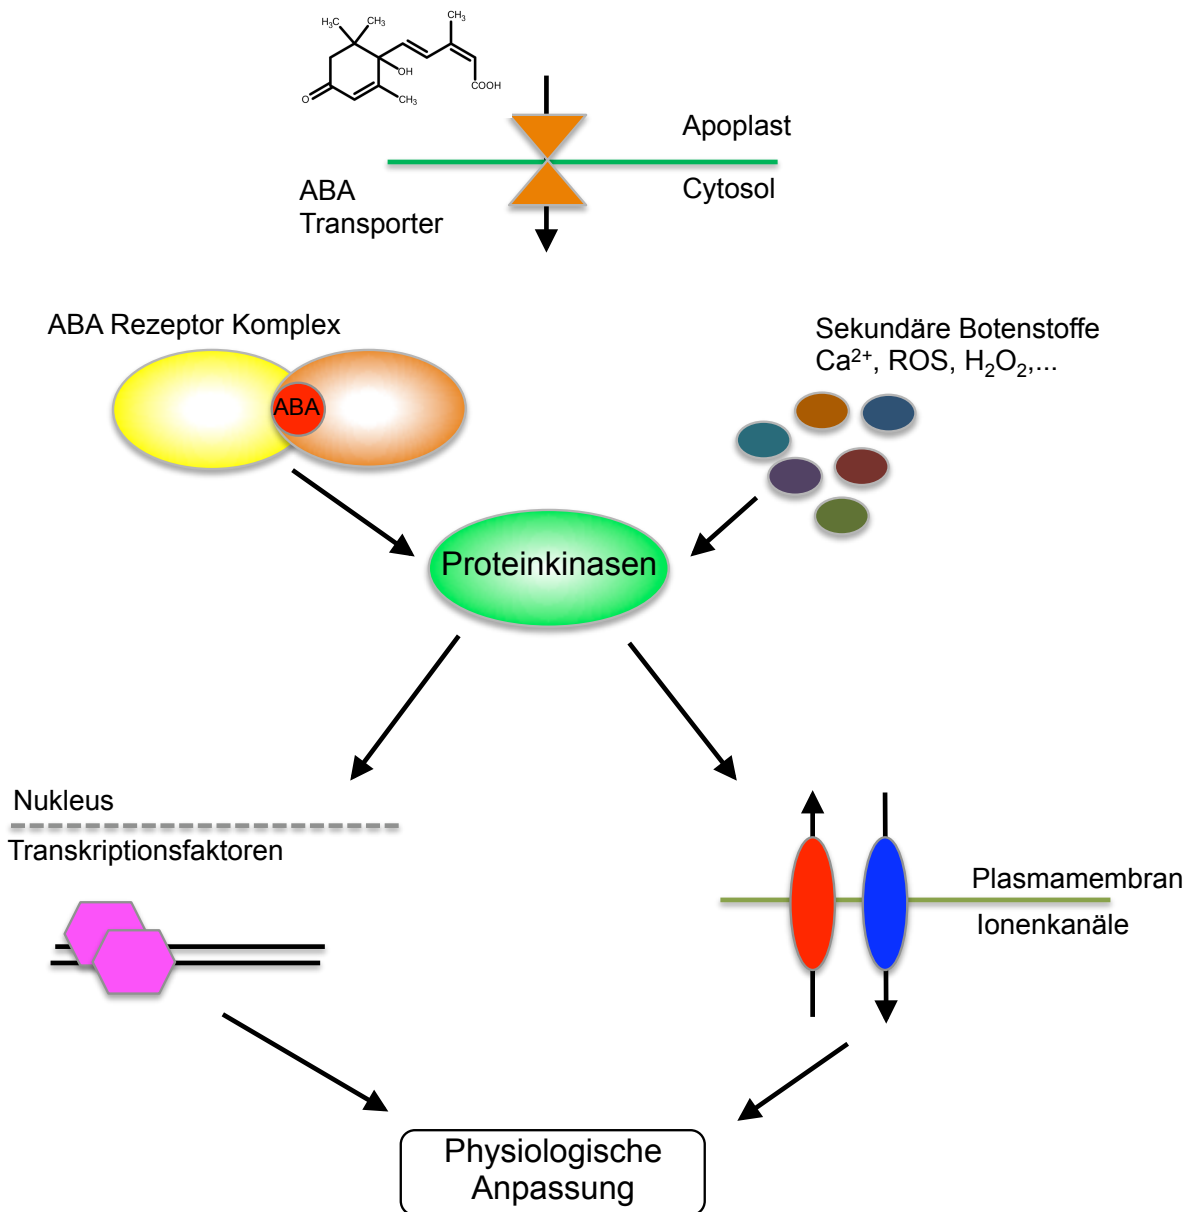 H₃C
CH₃
CH₃
OH
COOH
O
CH₃
Apoplast
ABA
Transporter
Cytosol
ABA Rezeptor Komplex
Sekundäre Botenstoffe
Ca²⁺, ROS, H₂O₂,...
ABA
Proteinkinasen
Nukleus
Transkriptionsfaktoren
Plasmamembran
Ionenkanäle
Physiologische
Anpassung